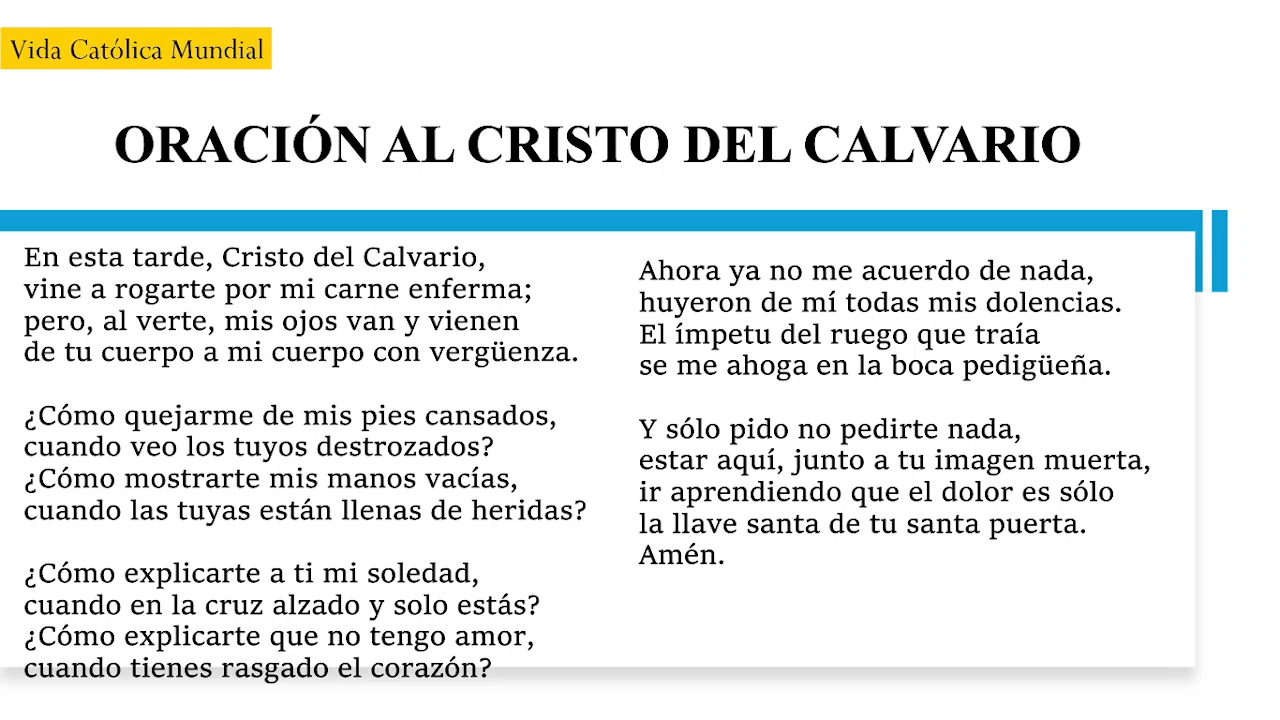 Vida Católica Mundial
ORACIÓN AL CRISTO DEL CALVARIO
En esta tarde, Cristo del Calvario,
vine a rogarte por mi carne enferma;
pero, al verte, mis ojos van y vienen
de tu cuerpo a mi cuerpo con vergüenza.
¿Cómo quejarme de mis pies cansados,
cuando veo los tuyos destrozados?
¿Cómo mostrarte mis manos vacías,
cuando las tuyas están llenas de heridas?
¿Cómo explicarte a ti mi soledad,
cuando en la cruz alzado y solo estás?
¿Cómo explicarte que no tengo amor,
cuando tienes rasgado el corazón?
Ahora ya no me acuerdo de nada,
huyeron de mí todas mis dolencias.
El ímpetu del ruego que traía
se me ahoga en la boca pedigüeña.
Y sólo pido no pedirte nada,
estar aquí, junto a tu imagen muerta,
ir aprendiendo que el dolor es sólo
la llave santa de tu santa puerta.
Amén.